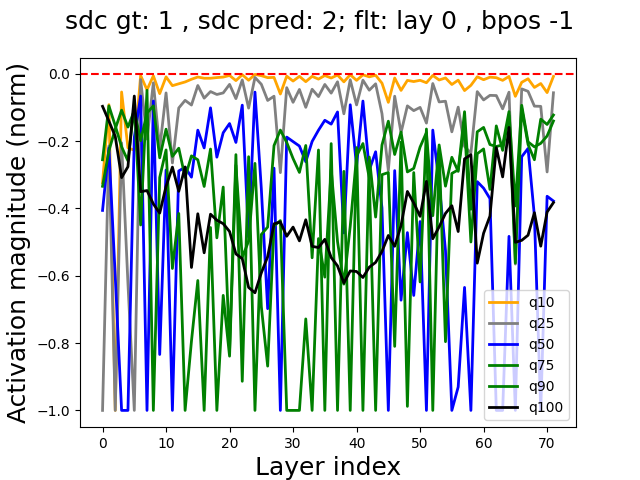 sdc gt: 1 , sdc pred: 2; flt: lay 0 , bpos -1
Activation magnitude (norm)
0.0
−0.2
−0.4
−0.6
−0.8
−1.0
q10
q25
q50
q75
q90
q100
0 10 20 30 40 50 60 70
Layer index